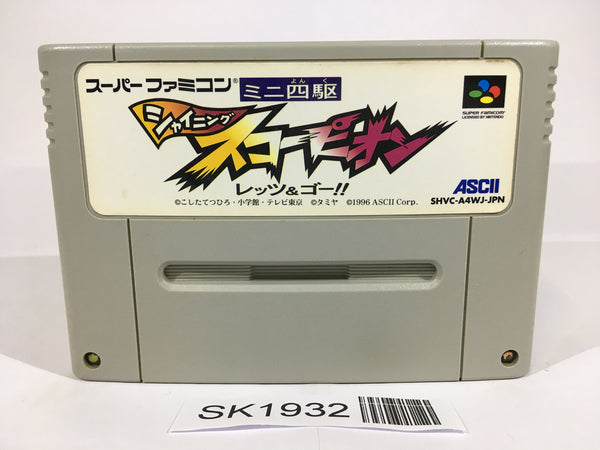 スーパーファミコン®
よんく
ミニ四駆
シャイニング
スコーピオン
レッツ&ゴー!!
©こしたてつひろ・小学館・テレビ東京 ©タミヤ ©1996 ASCII Corp.
SUPER FAMICOM
LICENSED BY NINTENDO
ASCII
SHVC-A4WJ-JPN
SK1932